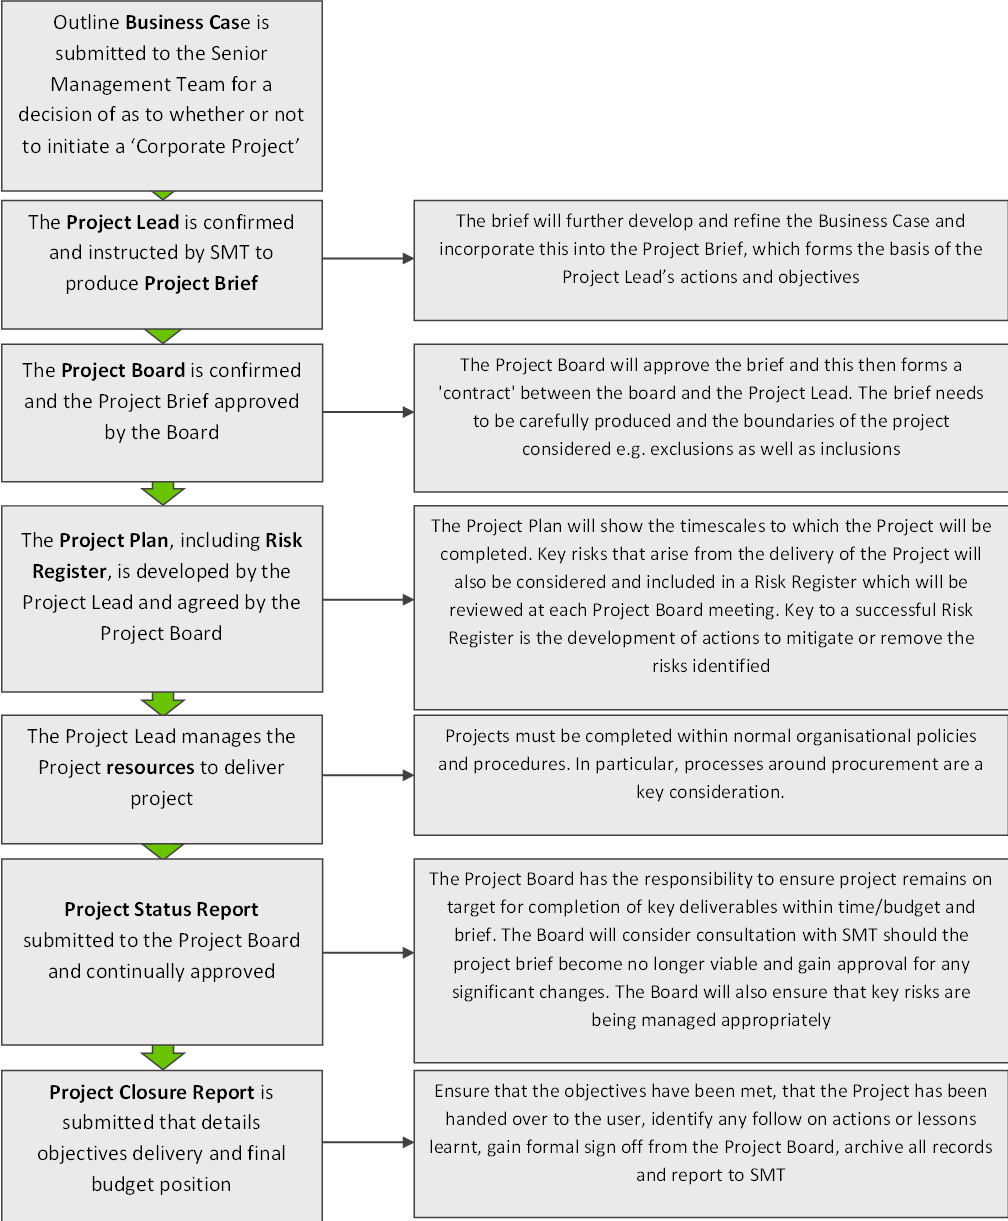 Outline Business Case is
submitted to the Senior
Management Team for a
decision of as to whether or not
to initiate a ‘Corporate Project’
The Project Lead is confirmed
and instructed by SMT to
produce Project Brief
The brief will further develop and refine the Business Case and
incorporate this into the Project Brief, which forms the basis of the
Project Lead’s actions and objectives
The Project Board is confirmed
and the Project Brief approved
by the Board
The Project Board will approve the brief and this then forms a
'contract' between the board and the Project Lead. The brief needs
to be carefully produced and the boundaries of the project
considered e.g. exclusions as well as inclusions
The Project Plan, including Risk
Register, is developed by the
Project Lead and agreed by the
Project Board
The Project Plan will show the timescales to which the Project will be
completed. Key risks that arise from the delivery of the Project will
also be considered and included in a Risk Register which will be
reviewed at each Project Board meeting. Key to a successful Risk
Register is the development of actions to mitigate or remove the
risks identified
The Project Lead manages the
Project resources to deliver
project
Projects must be completed within normal organisational policies
and procedures. In particular, processes around procurement are a
key consideration.
Project Status Report
submitted to the Project Board
and continually approved
The Project Board has the responsibility to ensure project remains on
target for completion of key deliverables within time/budget and
brief. The Board will consider consultation with SMT should the
project brief become no longer viable and gain approval for any
significant changes. The Board will also ensure that key risks are
being managed appropriately
Project Closure Report is
submitted that details
objectives delivery and final
budget position
Ensure that the objectives have been met, that the Project has been
handed over to the user, identify any follow on actions or lessons
learnt, gain formal sign off from the Project Board, archive all records
and report to SMT